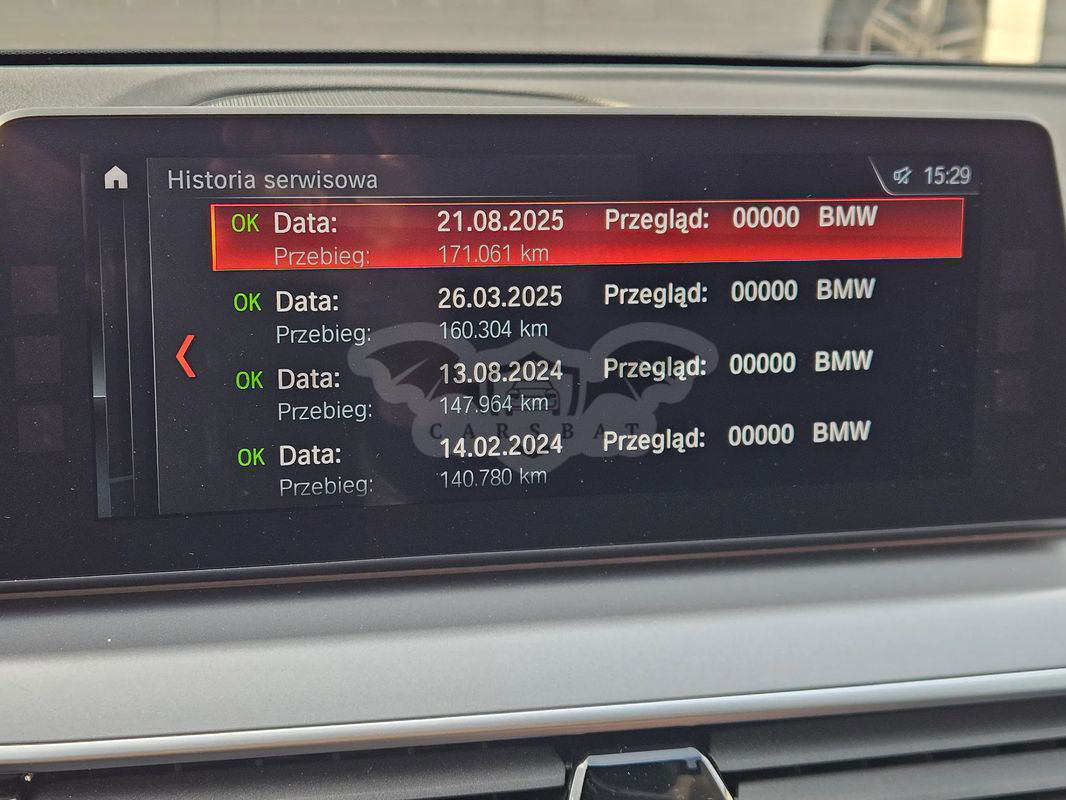 Historia serwisowa 15:29
OK Data: 21.08.2025 Przegląd: 00000 BMW
Przebieg: 171.061 km
OK Data: 26.03.2025 Przegląd: 00000 BMW
Przebieg: 160.304 km
OK Data: 13.08.2024 Przegląd: 00000 BMW
Przebieg: 147.964 km
CARSBAT
OK Data: 14.02.2024 Przegląd: 00000 BMW
Przebieg: 140.780 km